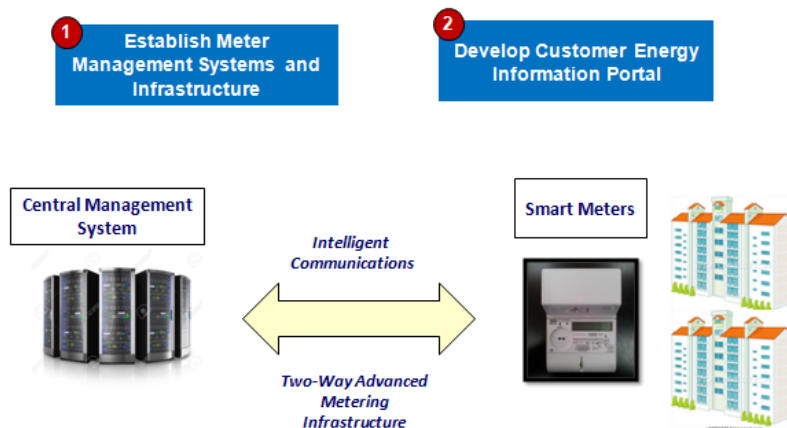 1
Establish Meter
Management Systems and
Infrastructure
2
Develop Customer Energy
Information Portal
Central Management
System
Smart Meters
Intelligent
Communications
Two-Way Advanced
Metering
Infrastructure